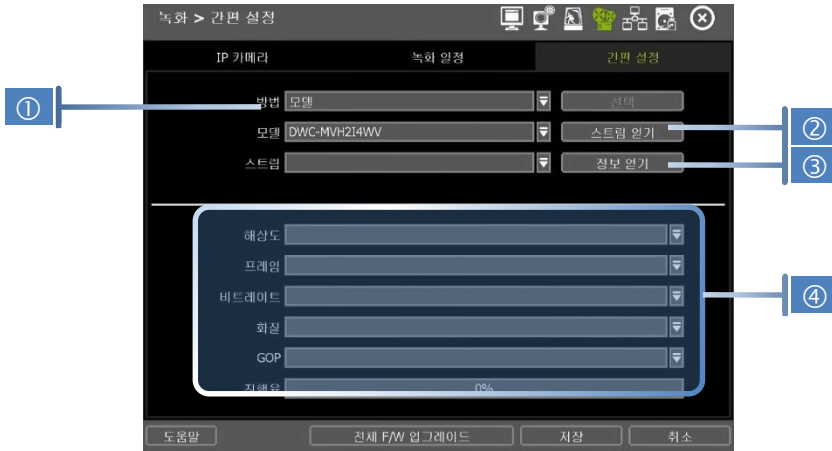 녹화 > 간편 설정
IP 카메라 녹화 일정 간편 설정
① 방법 모델 선택
모델 DWC-MVH2I4WV 스트림 얻기 ②
스트림 정보 얻기 ③
해상도
프레임
비트레이트 ④
화질
GOP
진행율 0%
도움말 전체 F/W 업그레이드 저장 취소